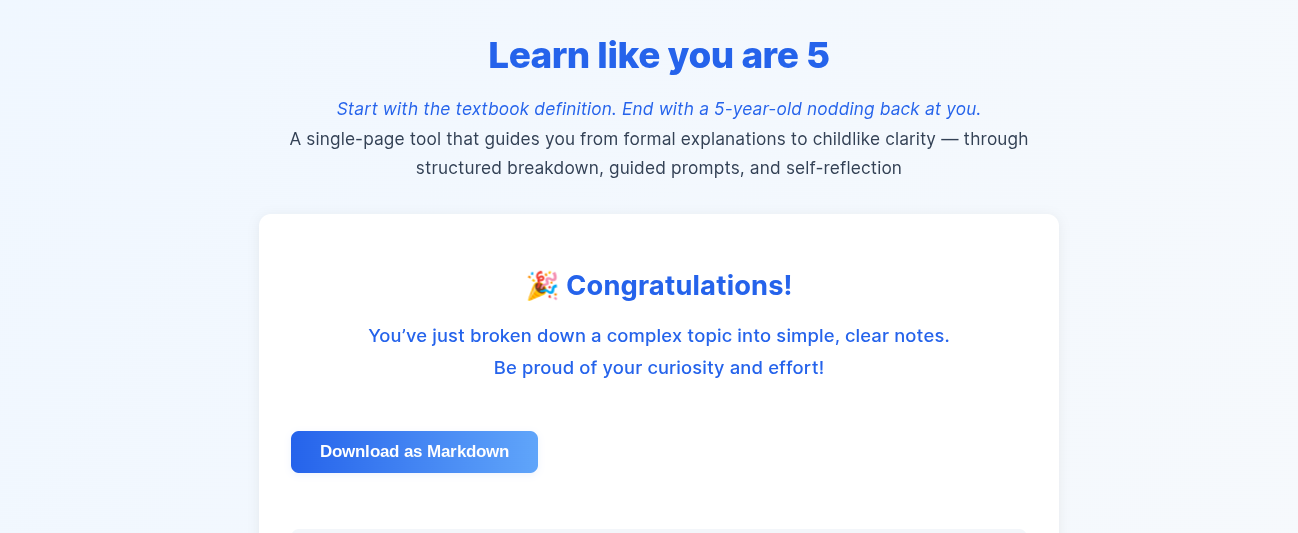 Learn like you are 5
Start with the textbook definition. End with a 5-year-old nodding back at you.
A single-page tool that guides you from formal explanations to childlike clarity — through
structured breakdown, guided prompts, and self-reflection
🎉 Congratulations!
You’ve just broken down a complex topic into simple, clear notes.
Be proud of your curiosity and effort!
Download as Markdown